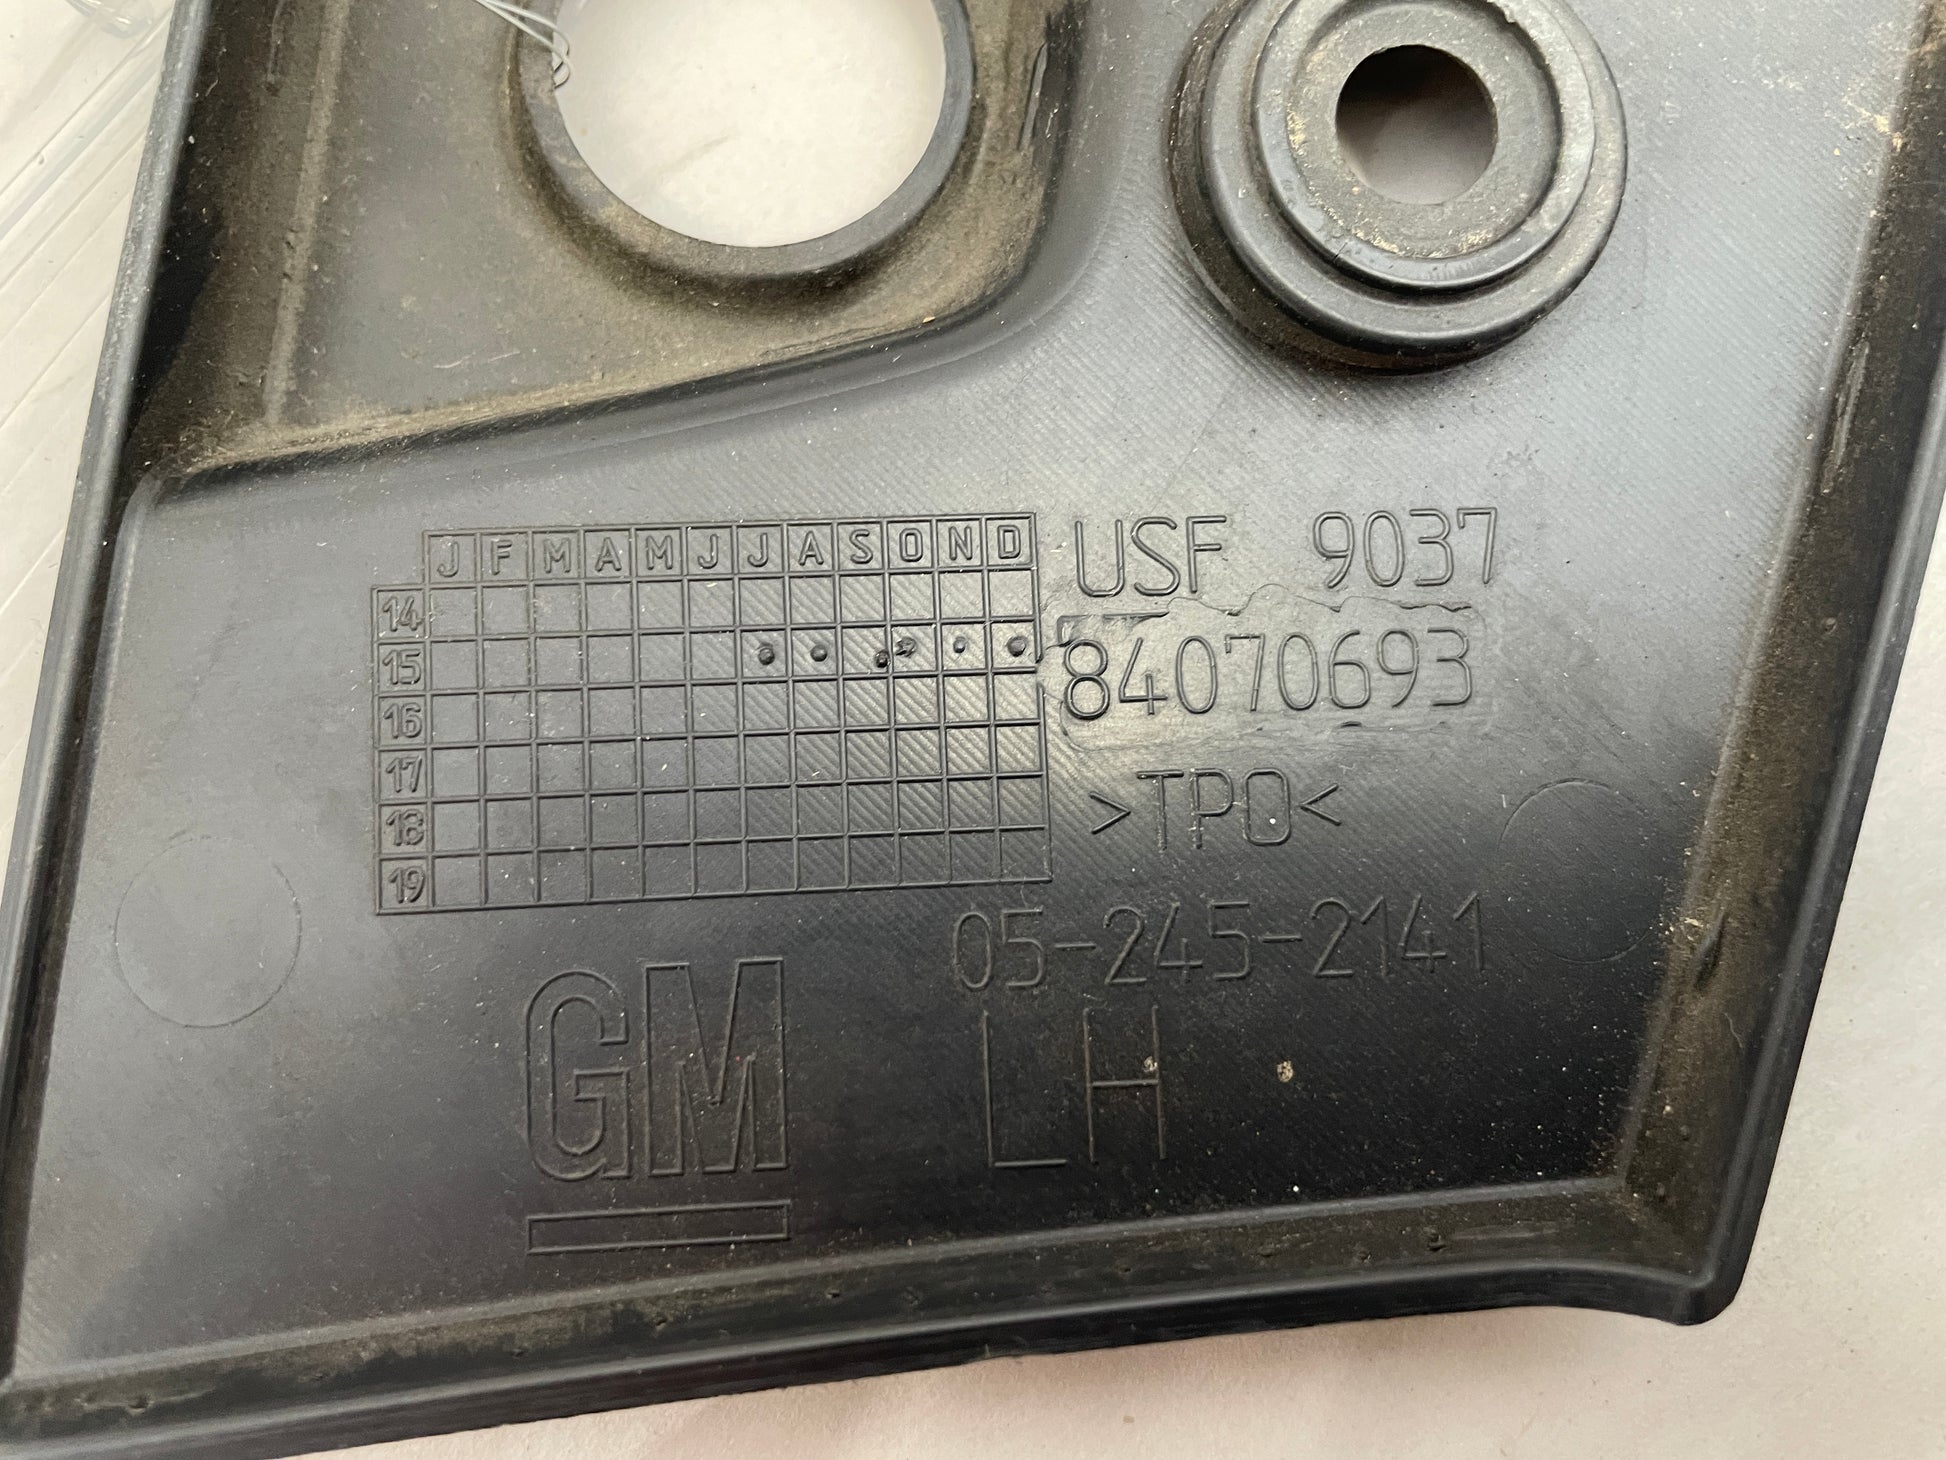 J F M A M J J A S O N D
14
15
16
17
18
19
USF 9037
84070693
>TPO<
05-245-2141
LH
GM